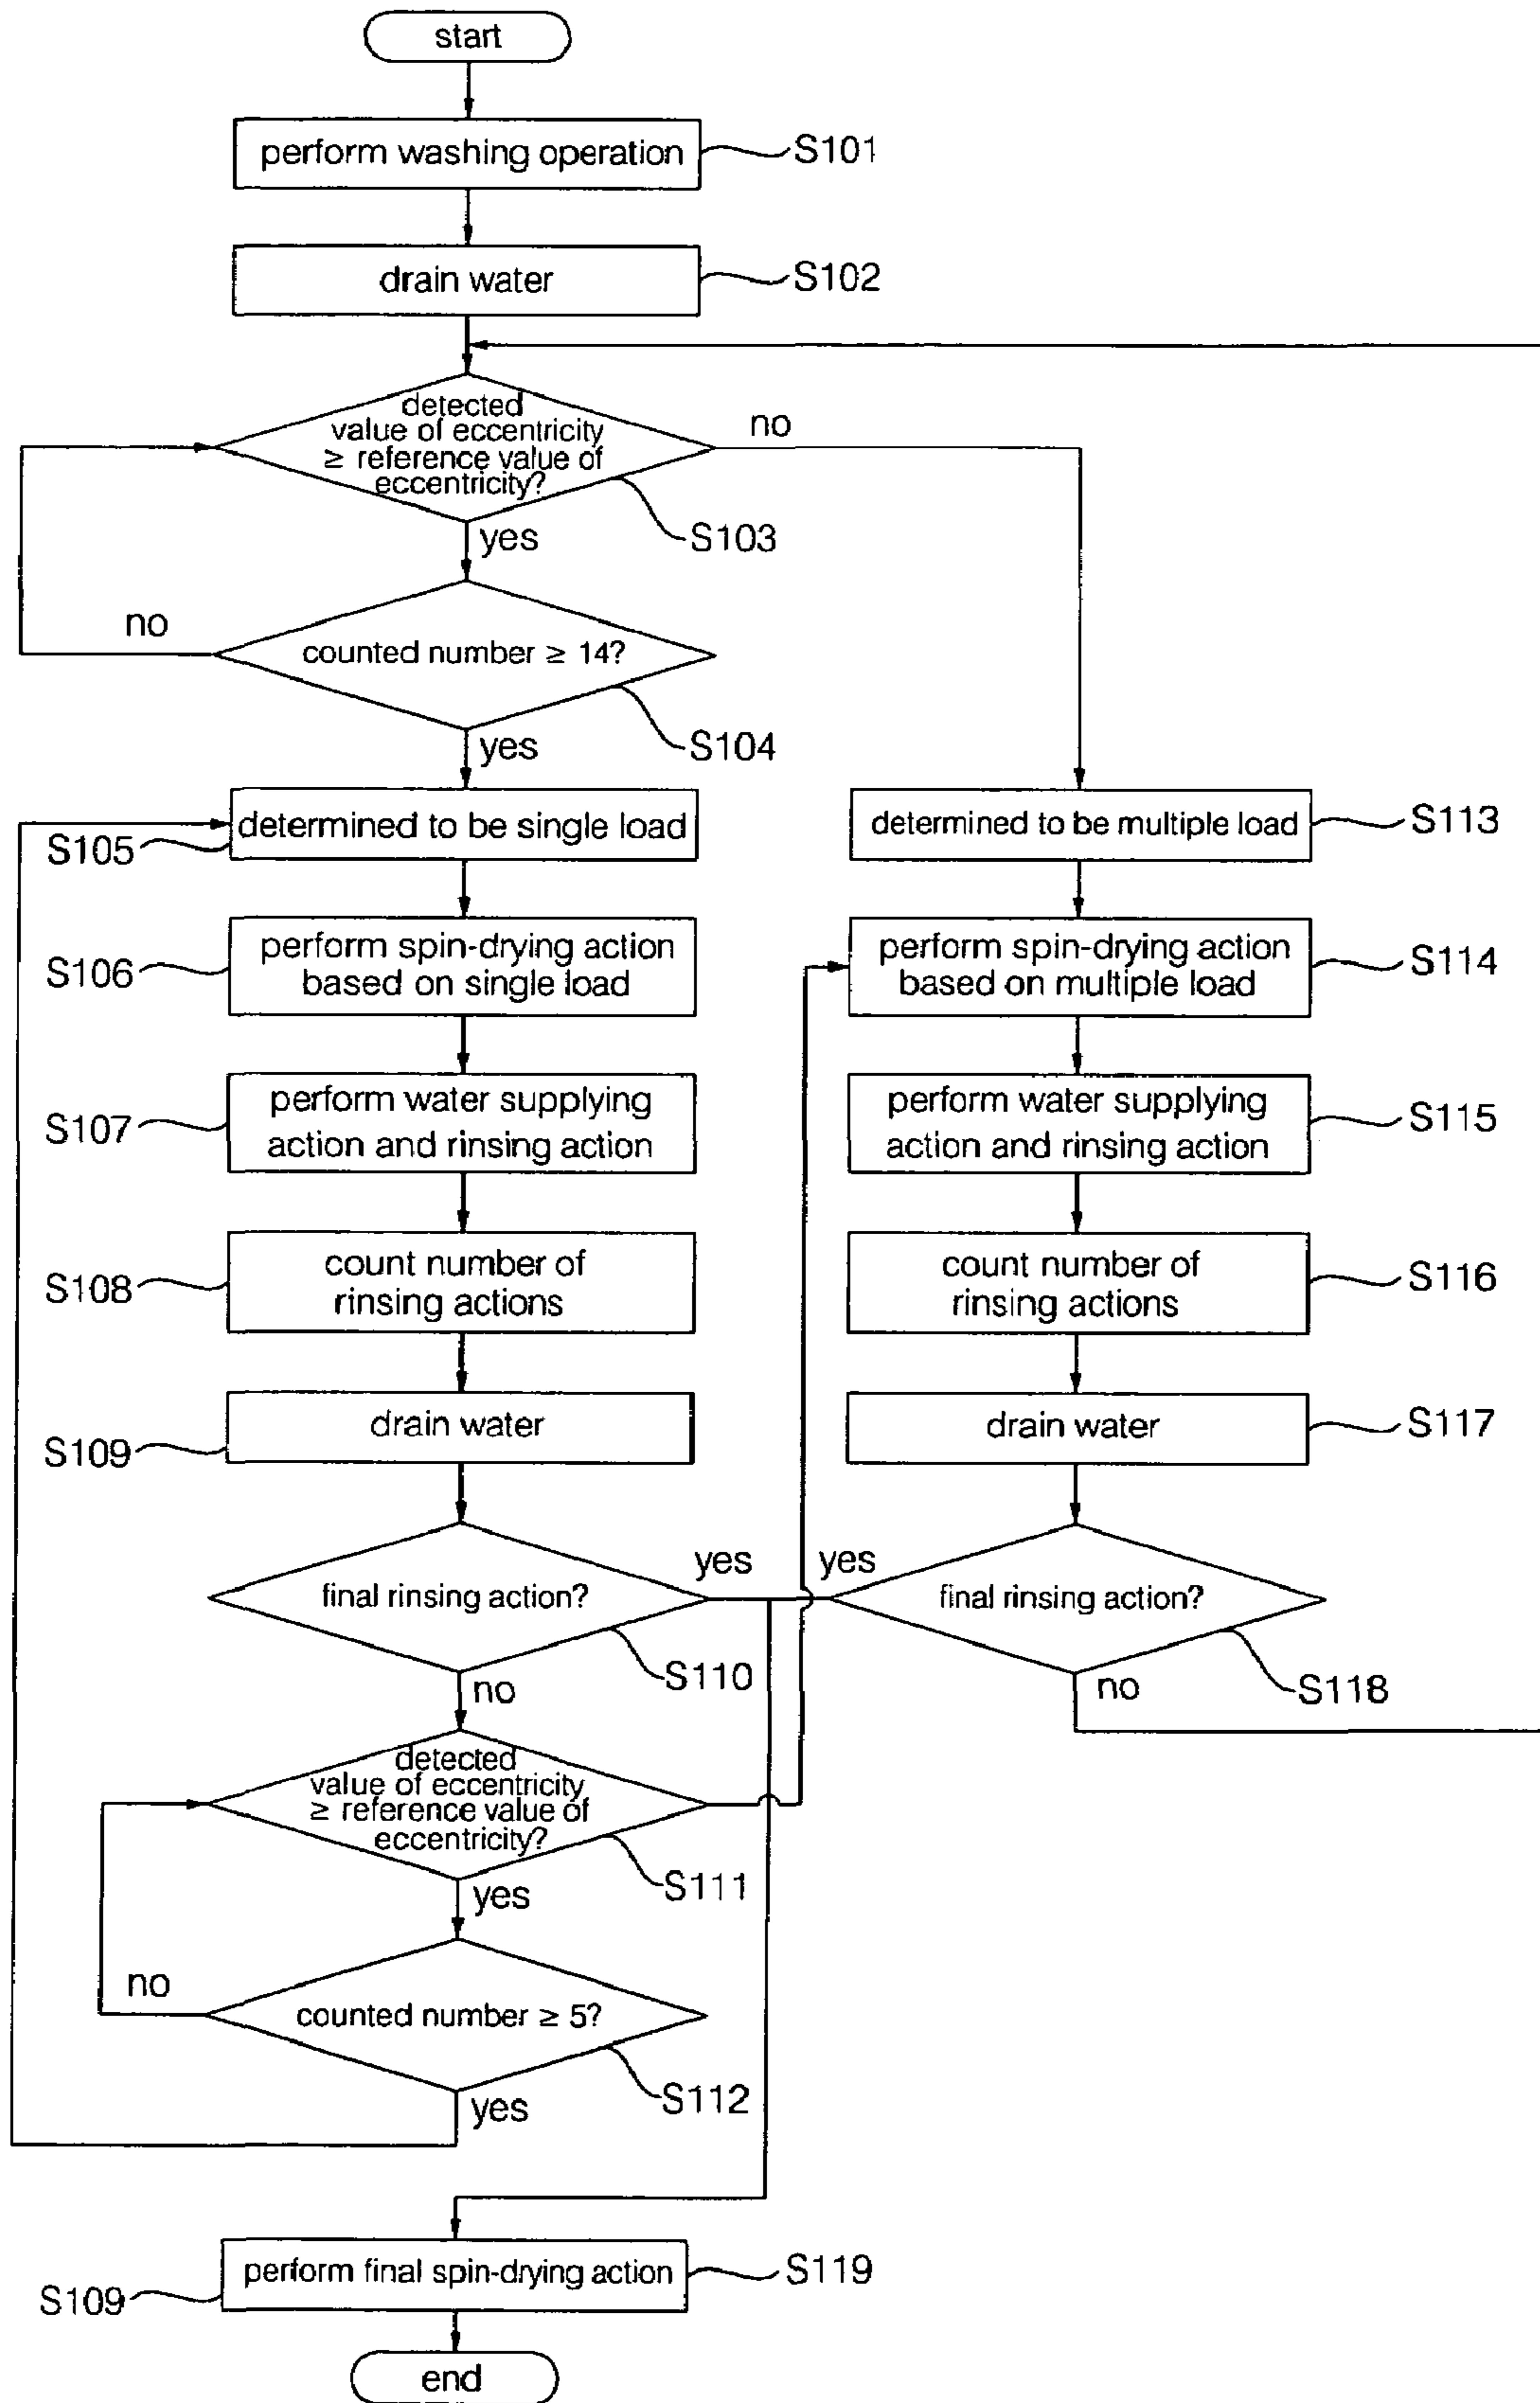 start
perform washing operation
S101
drain water
S102
detected
value of eccentricity
≥ reference value of
eccentricity?
no
S103
yes
counted number ≥ 14?
no
S104
yes
determined to be single load
S105
determined to be multiple load
S113
perform spin-drying action
based on single load
S106
perform spin-drying action
based on multiple load
S114
perform water supplying
action and rinsing action
S107
perform water supplying
action and rinsing action
S115
count number of
rinsing actions
S108
count number of
rinsing actions
S116
drain water
S109
drain water
S117
final rinsing action?
yes
S110
no
yes
final rinsing action?
S118
no
detected
value of eccentricity
≥ reference value of
eccentricity?
S111
yes
counted number ≥ 5?
no
S112
yes
perform final spin-drying action
S119
S109
end